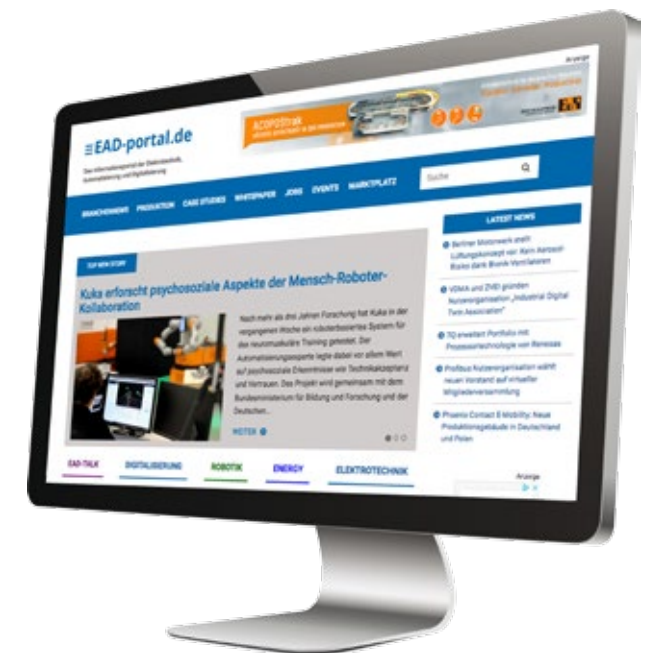 Anzeige
EAD-portal.de
Das Informationsportal der Elektrotechnik,
Automatisierung und Digitalisierung
ACOPOStrak
BRANCHENNEWS PRODUKTION CASE STUDIES WHITEPAPER JOBS EVENTS MARKTPLATZ
Suche
TOP NEW STORY
Kuka erforscht psychosoziale Aspekte der Mensch-Roboter-
Kollaboration
Nach mehr als drei Jahren Forschung hat Kuka in der
vergangenen Woche ein roboterbasiertes System für
das neuromuskuläre Training getestet. Der
Automatisierungsexperte legte dabei vor allem Wert
auf psychosoziale Erkenntnisse wie Technikakzeptanz
und Vertrauen. Das Projekt wird gemeinsam mit dem
Bundesministerium für Bildung und Forschung und der
Deutschen...
WEITER
LATEST NEWS
Berliner Motorwerk stellt
Lüftungskonzept vor: Kein Aerosol-
Risiko dank Bionik-Ventilatoren
VDMA und ZVEI gründen
Nutzerorganisation „Industrial Digital
Twin Association“
TQ erweitert Portfolio mit
Prozessortechnologie von Renesas
Profibus Nutzerorganisation wählt
neuen Vorstand auf virtueller
Mitgliederversammlung
Phoenix Contact E-Mobility: Neue
Produktionsgebäude in Deutschland
und Polen
EAD-TALK DIGITALISIERUNG ROBOTIK ENERGY ELEKTROTECHNIK
Anzeige